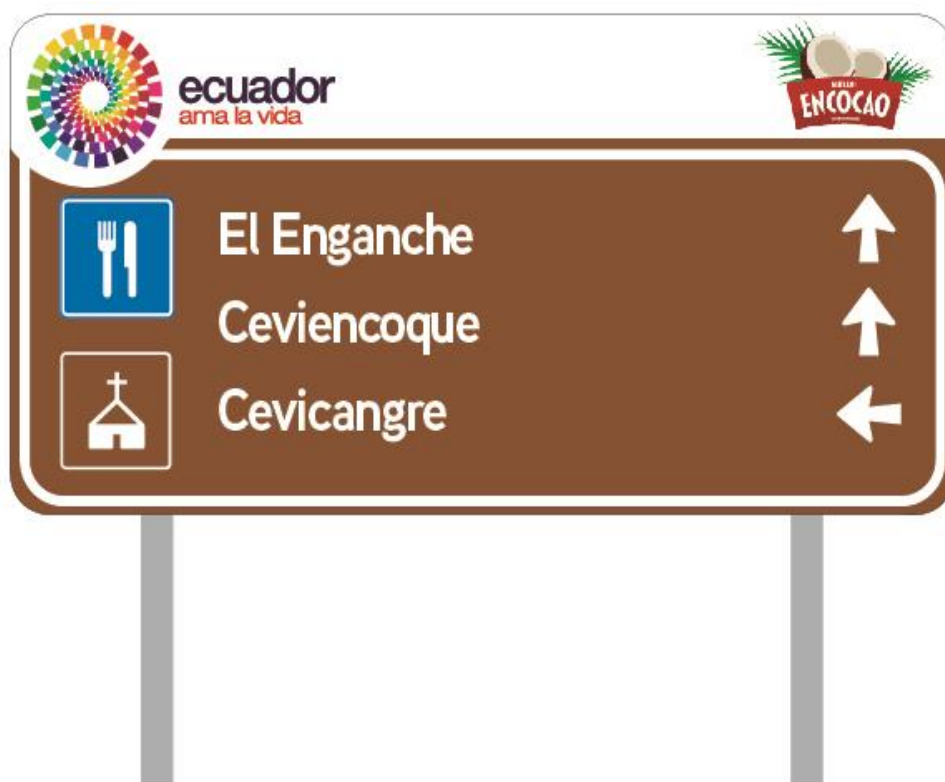 ecuador
ama la vida
ENCOCAO
El Enganche
Ceviencoque
Cevicangre